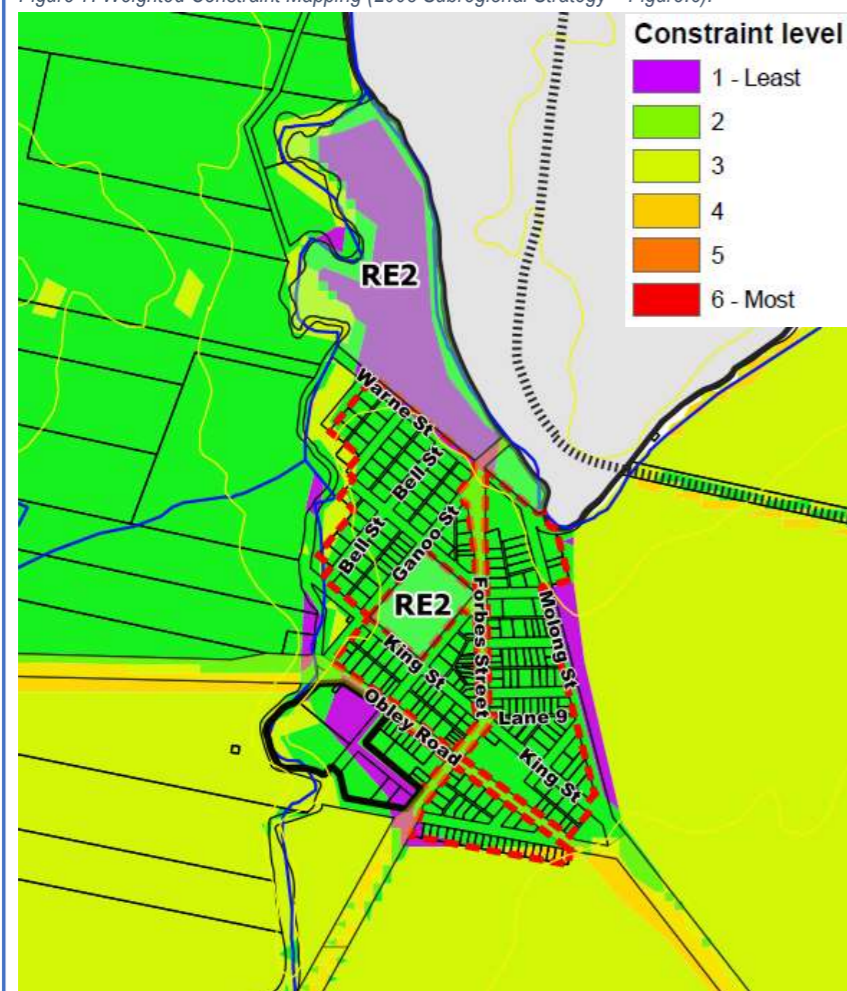 Constraint level
1 - Least
2
3
4
5
6 - Most
RE2
Warne St
Bell St
Bell St
Ganoo St
RE2
Forbes Street
Molong St
King St
Obley Road
Lane 9
King St